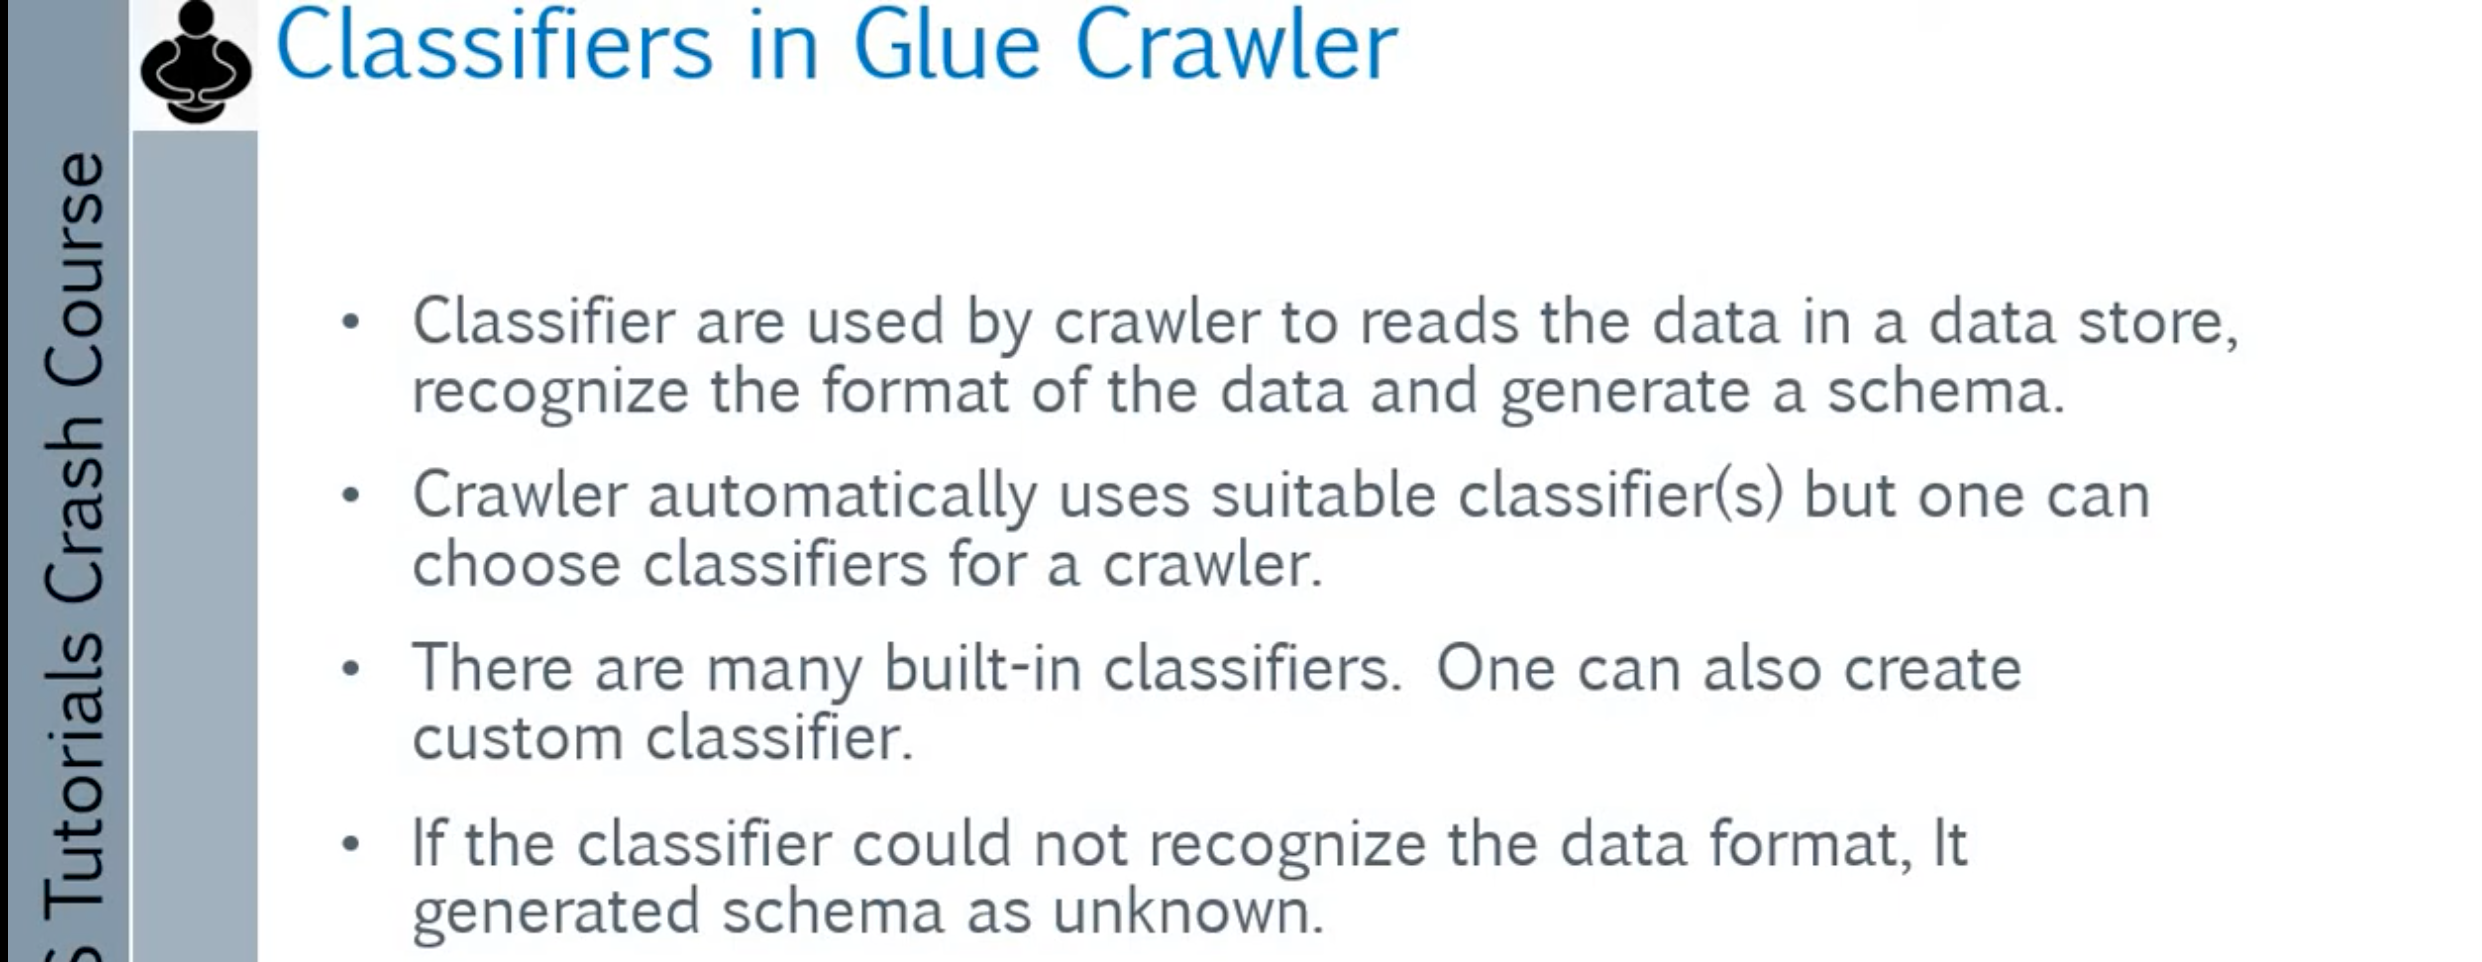 Classifiers in Glue Crawler
• Classifier are used by crawler to reads the data in a data store,
recognize the format of the data and generate a schema.
• Crawler automatically uses suitable classifier(s) but one can
choose classifiers for a crawler.
• There are many built-in classifiers. One can also create
custom classifier.
• If the classifier could not recognize the data format, It
generated schema as unknown.
Tutorials Crash Course